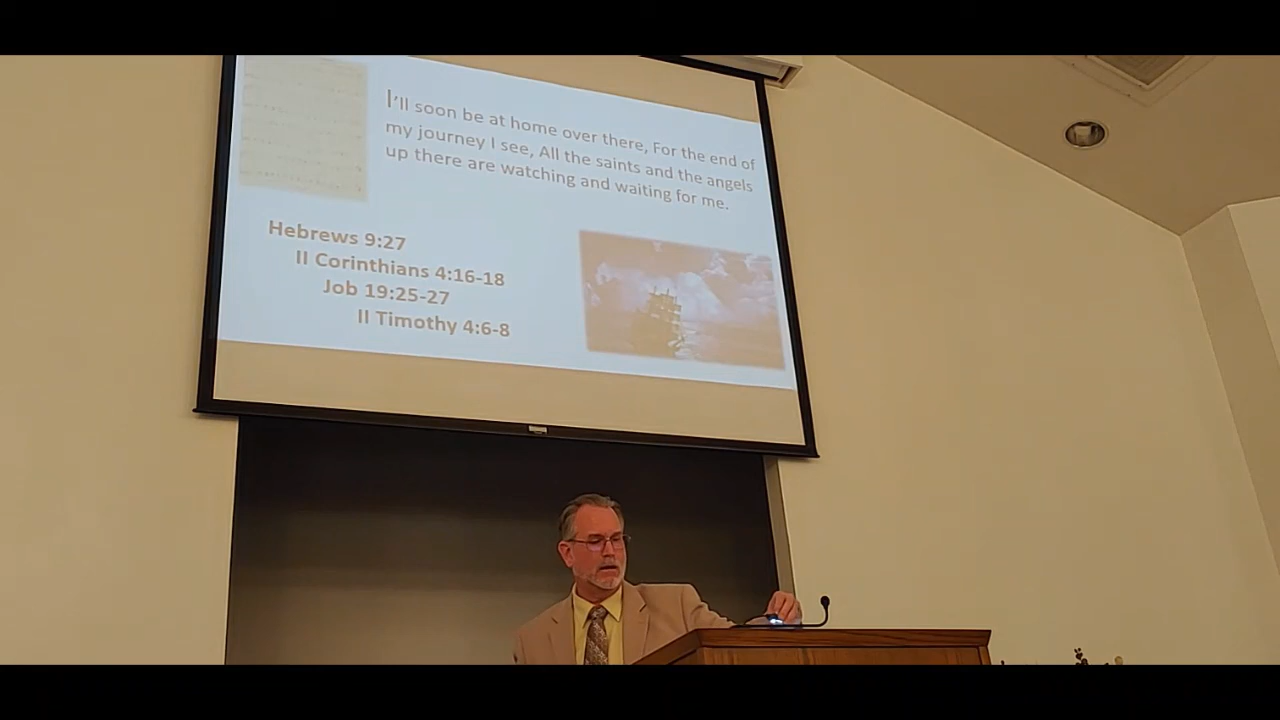 I'll soon be at home over there, For the end of
my journey I see, All the saints and the angels
up there are watching and waiting for me.
Hebrews 9:27
II Corinthians 4:16-18
Job 19:25-27
II Timothy 4:6-8